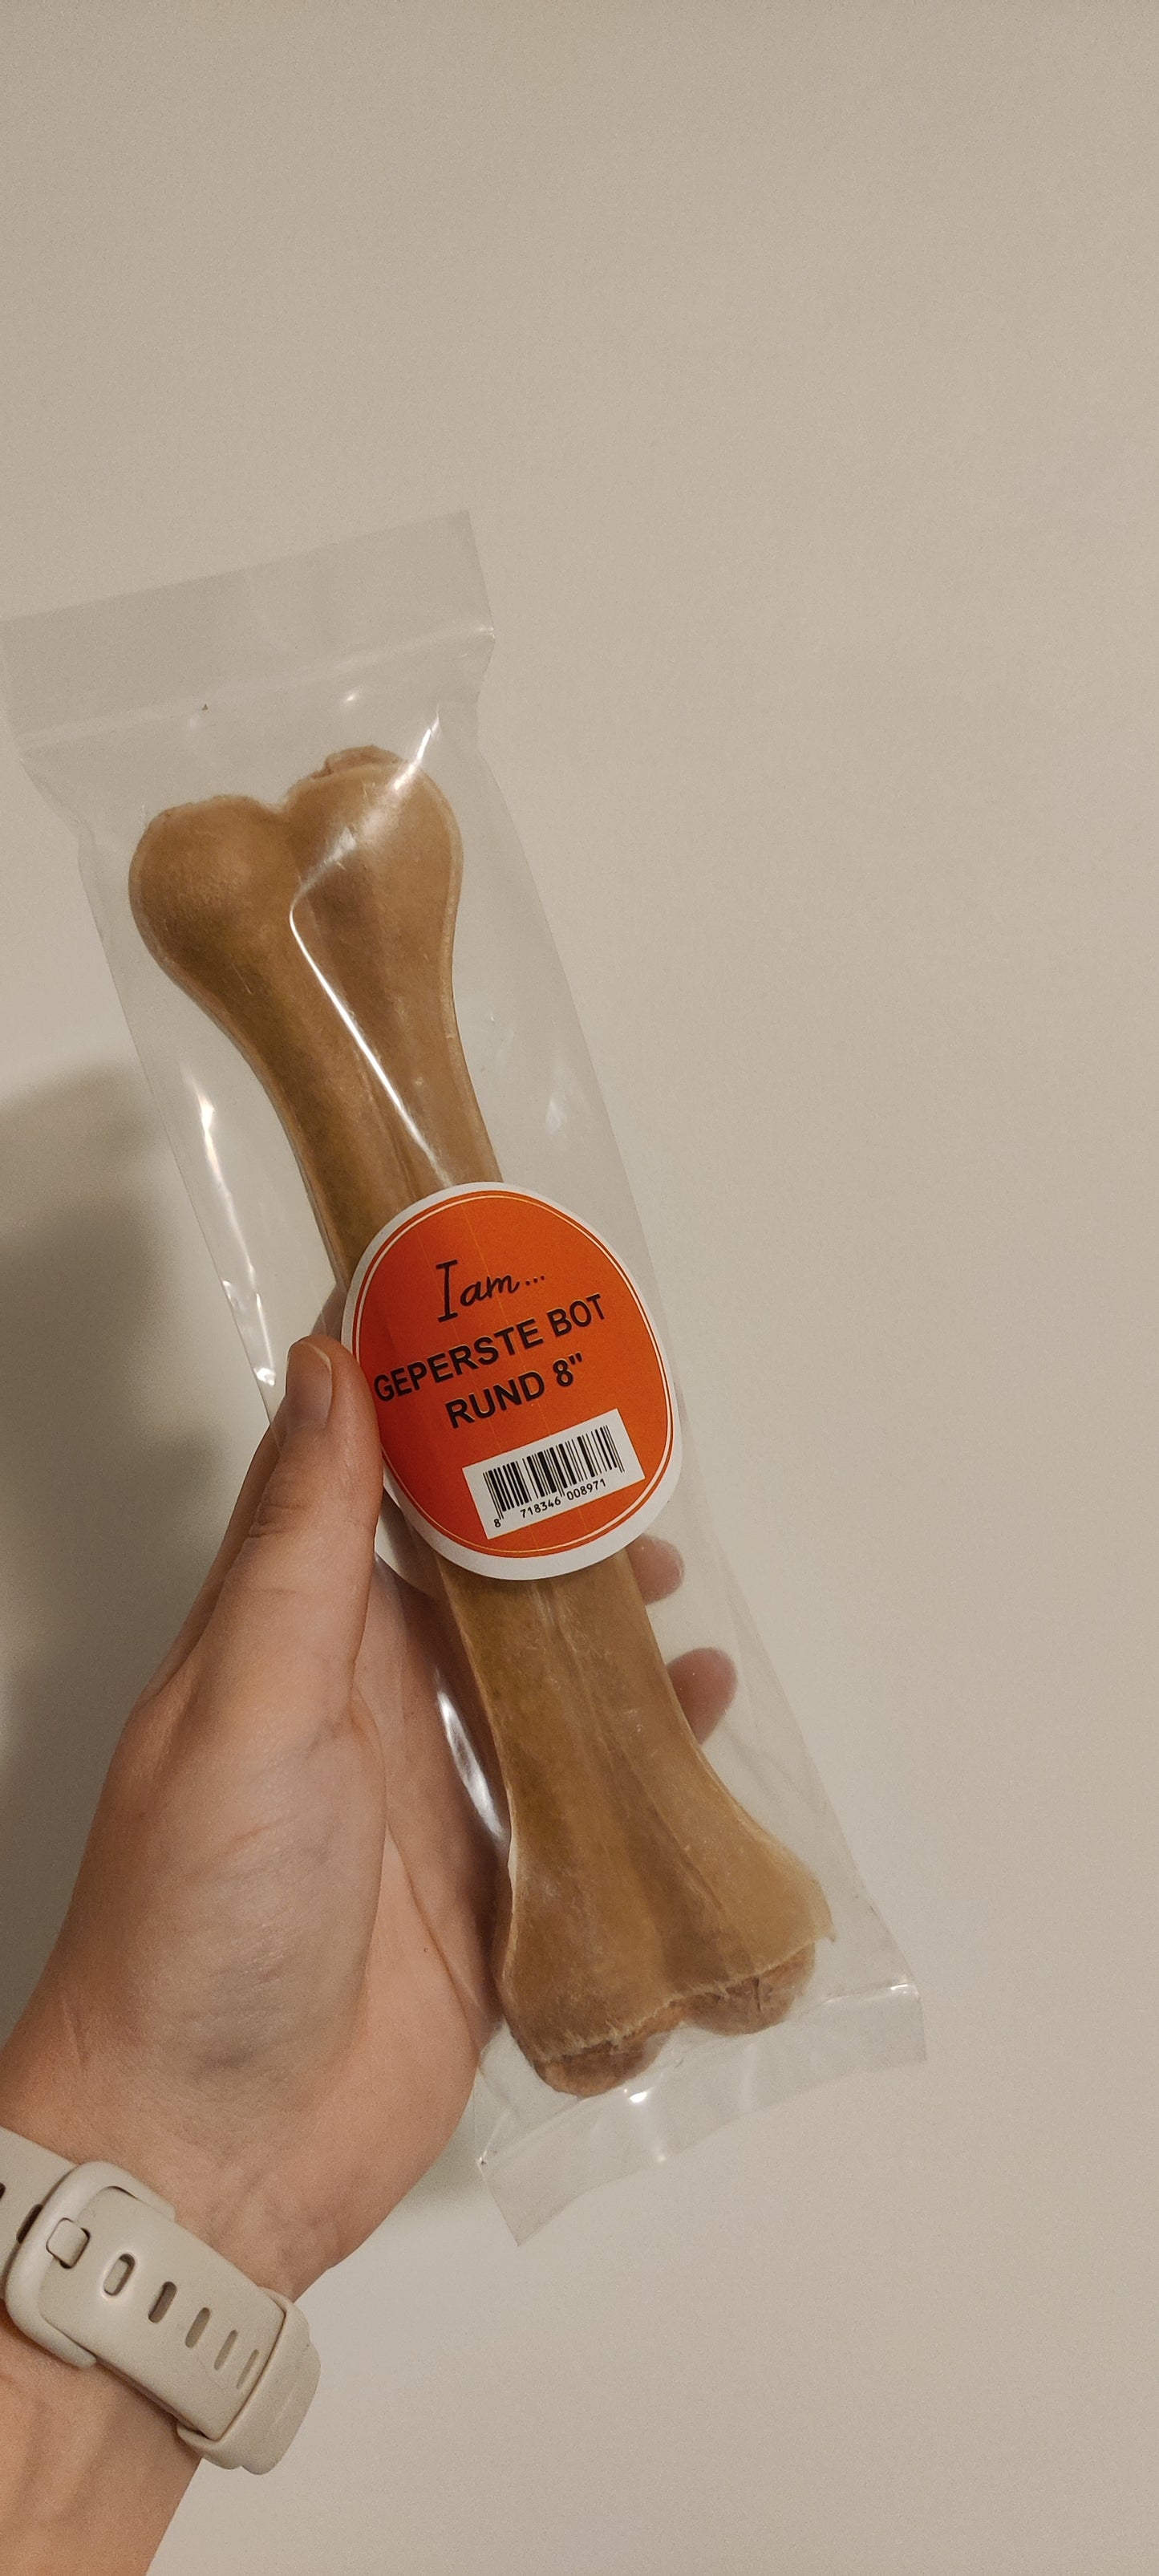 I am...
GEPERSTE BOT
RUND 8"
8 718346 008971